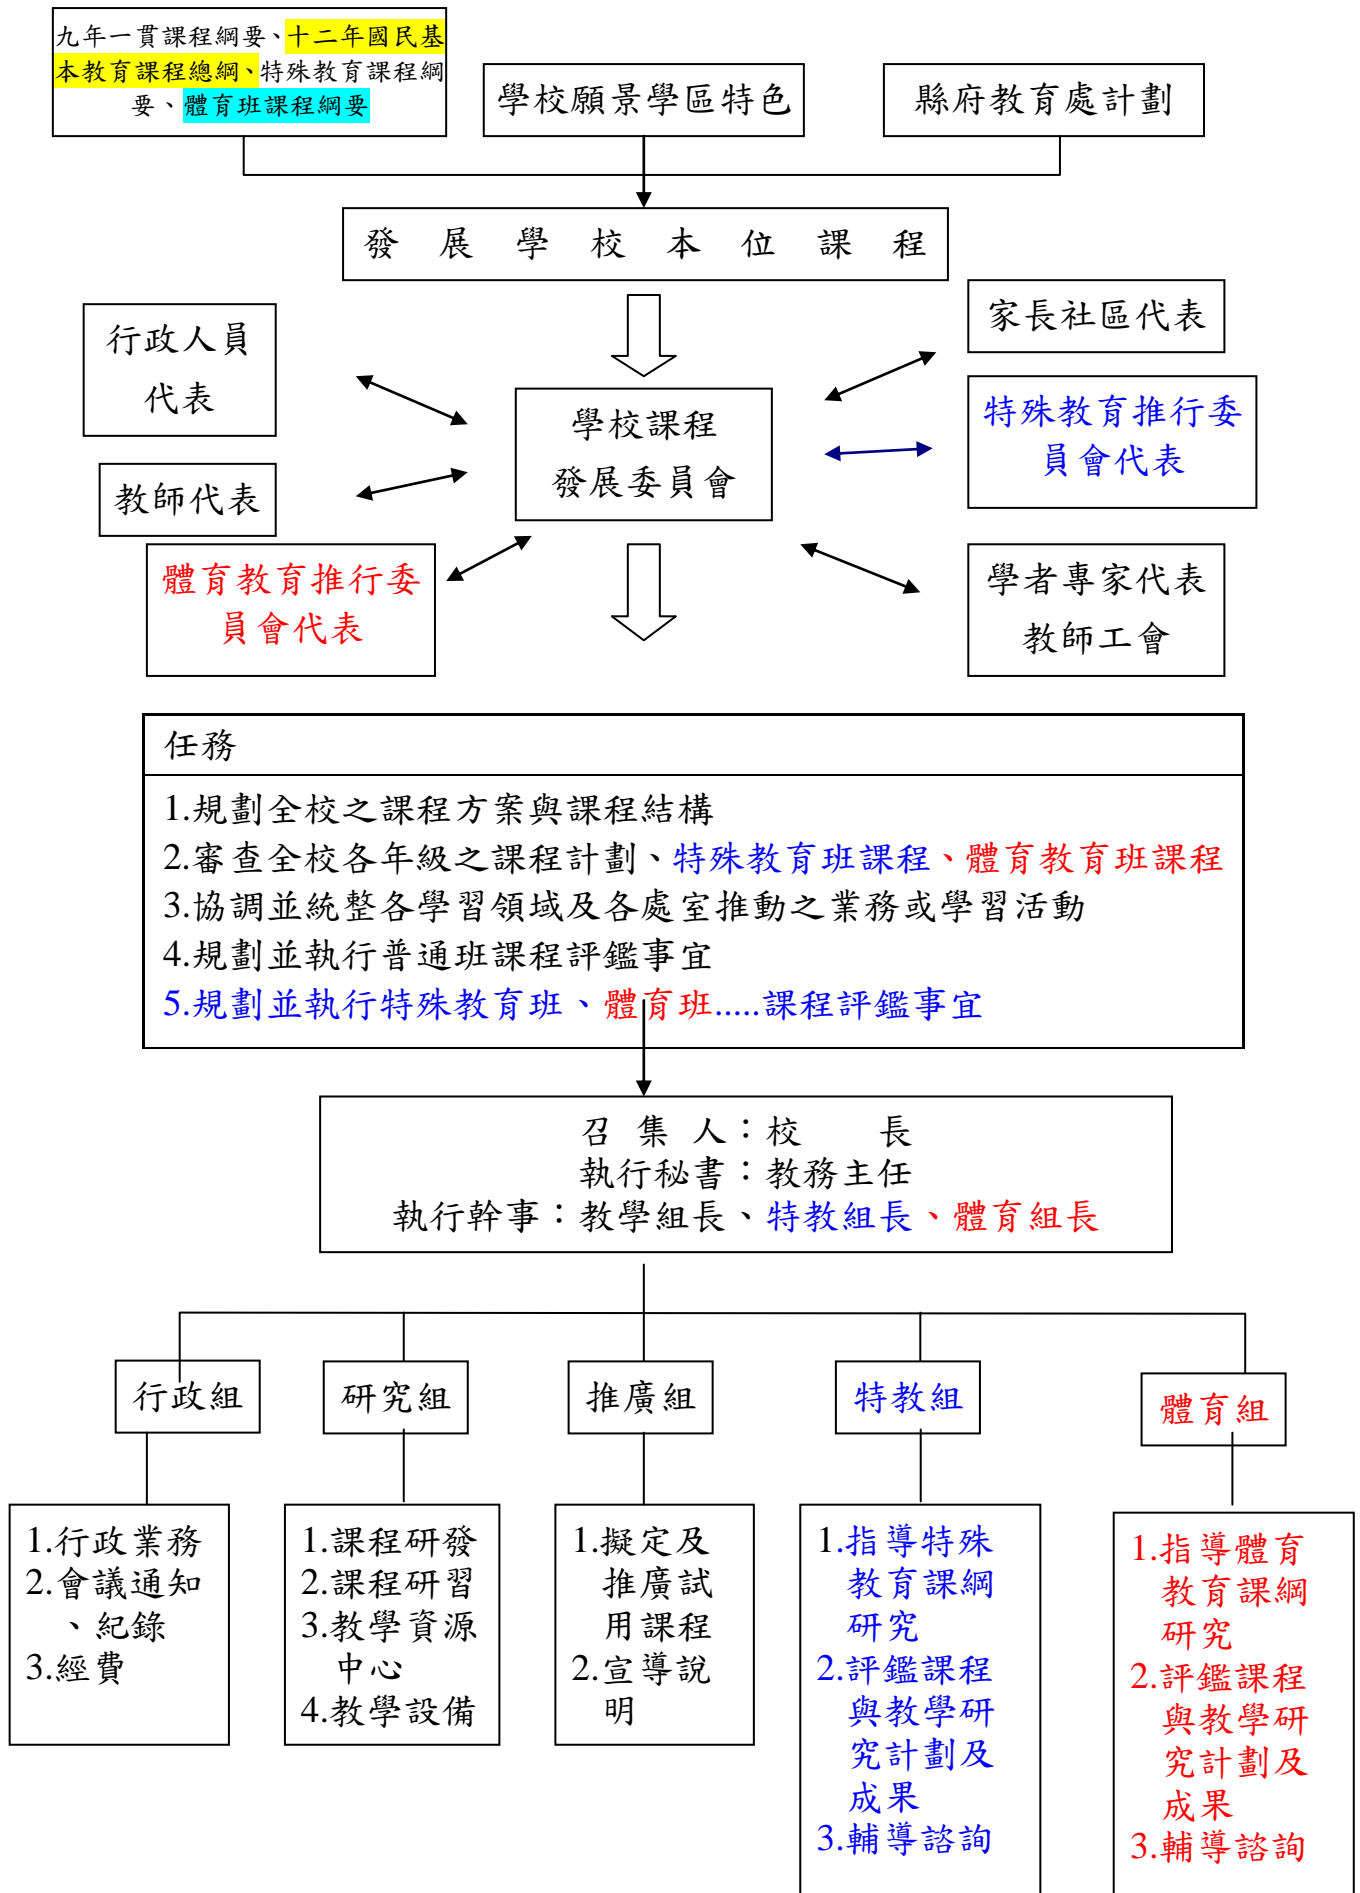 九年一貫課程綱要、十二年國民基
本教育課程總綱、特殊教育課程綱
要、體育班課程綱要
學校願景學區特色
縣府教育處計劃
發 展 學 校 本 位 課 程
行政人員
代表
教師代表
體育教育推行委
員會代表
學校課程
發展委員會
家長社區代表
特殊教育推行委
員會代表
學者專家代表
教師工會
任務
1.規劃全校之課程方案與課程結構
2.審查全校各年級之課程計劃、特殊教育班課程、體育教育班課程
3.協調並統整各學習領域及各處室推動之業務或學習活動
4.規劃並執行普通班課程評鑑事宜
5.規劃並執行特殊教育班、體育班.....課程評鑑事宜
召 集 人：校　　長
執行秘書：教務主任
執行幹事：教學組長、特教組長、體育組長
行政組
研究組
推廣組
特教組
體育組
1.行政業務
2.會議通知
、紀錄
3.經費
1.課程研發
2.課程研習
3.教學資源
中心
4.教學設備
1.擬定及
推廣試
用課程
2.宣導說
明
1.指導特殊
教育課綱
研究
2.評鑑課程
與教學研
究計劃及
成果
3.輔導諮詢
1.指導體育
教育課綱
研究
2.評鑑課程
與教學研
究計劃及
成果
3.輔導諮詢